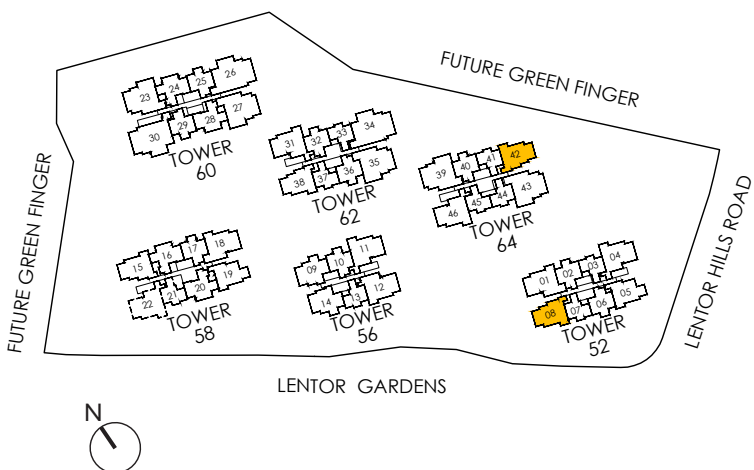 FUTURE GREEN FINGER
23 24 25 26
30 29 28 27
TOWER
60
31 32 33 34
38 37 36 35
TOWER
62
39 40 41 42
46 45 44 43
TOWER
64
FUTURE GREEN FINGER
15 16 17 18
22 21 20 19
TOWER
58
09 10 11
14 13 12
TOWER
56
01 02 03 04
08 07 06 05
TOWER
52
LENTOR HILLS ROAD
LENTOR GARDENS
N